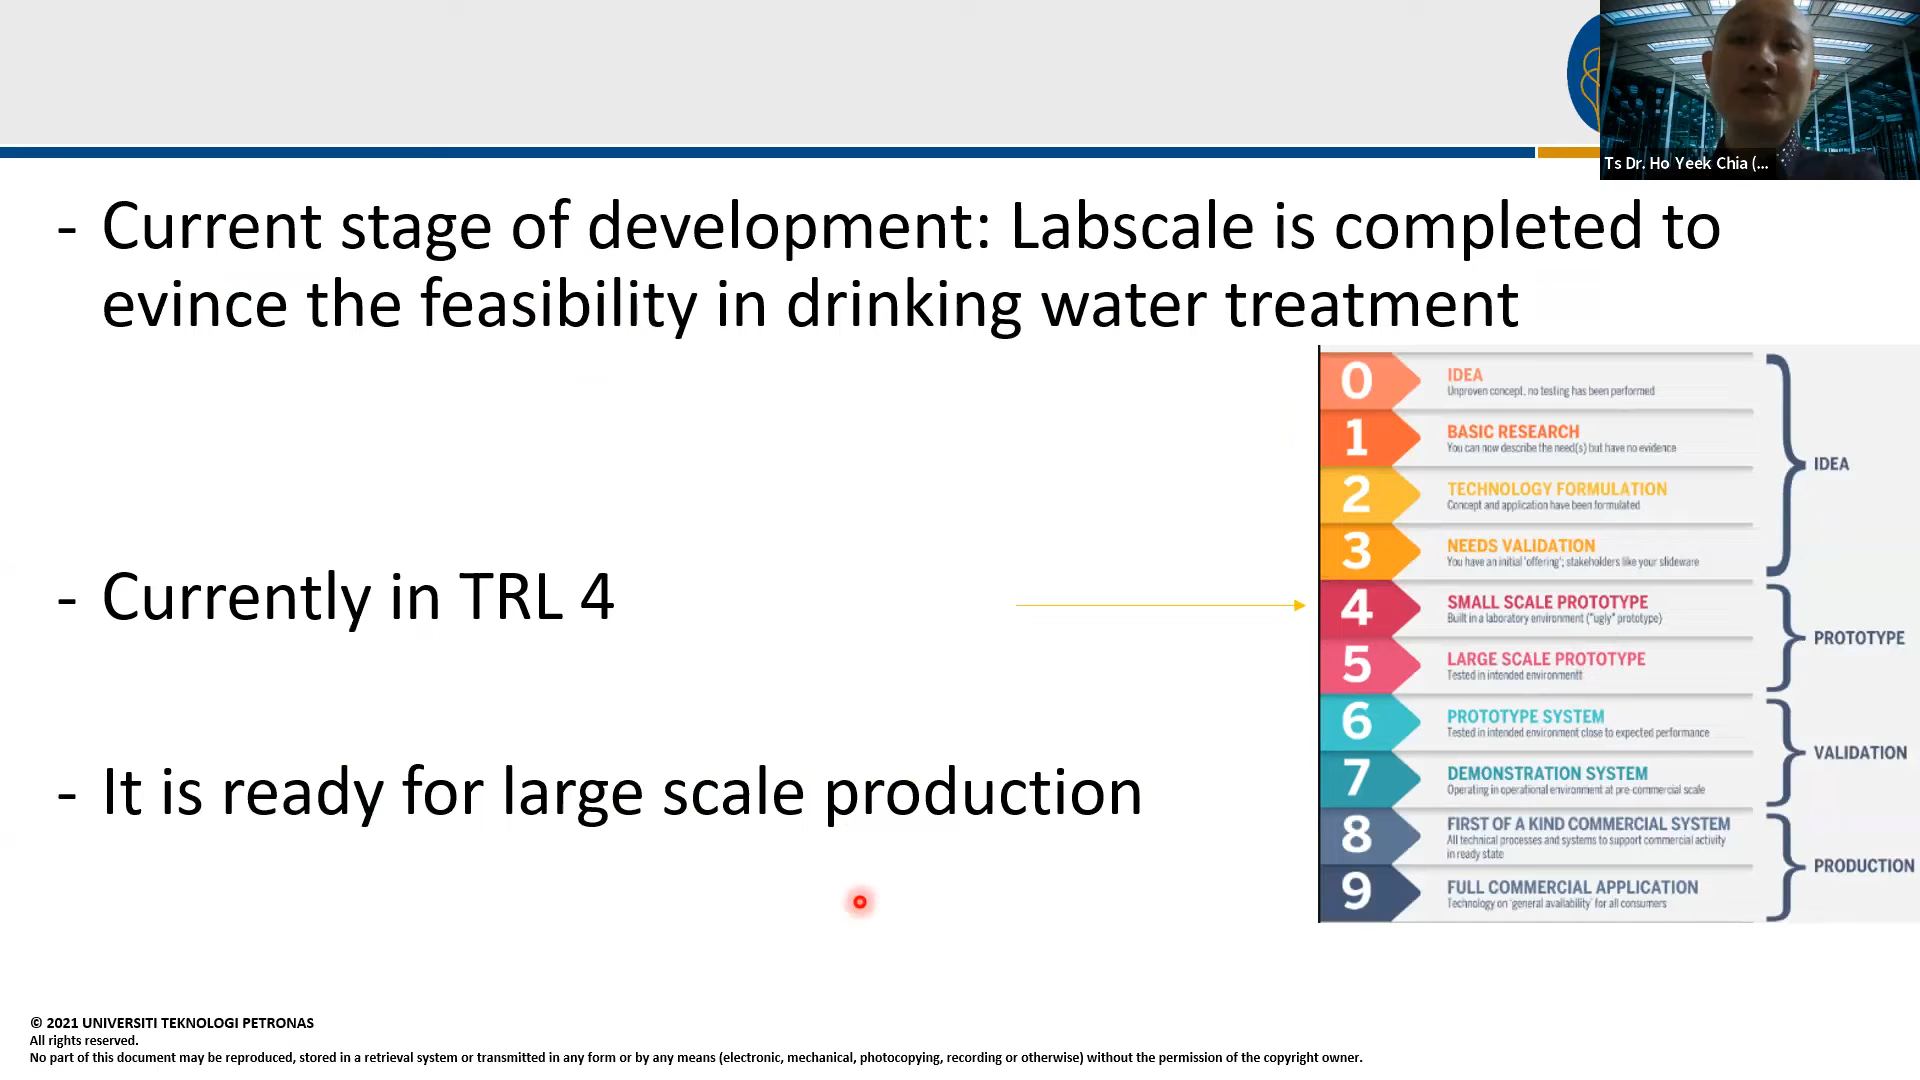 Ts Dr. Ho Yeek Chia (...
- Current stage of development: Labscale is completed to
evince the feasibility in drinking water treatment
- Currently in TRL 4
- It is ready for large scale production
0
IDEA
Unproven concept, no testing has been performed
1
BASIC RESEARCH
You can now describe the need(s) but have no evidence
2
TECHNOLOGY FORMULATION
Concept and application have been formulated
3
NEEDS VALIDATION
You have an initial 'offering'; stakeholders like your slideware
IDEA
4
SMALL SCALE PROTOTYPE
Built in a laboratory environment ("ugly" prototype)
5
LARGE SCALE PROTOTYPE
Tested in intended environmentt
PROTOTYPE
6
PROTOTYPE SYSTEM
Tested in intended environment close to expected performance
7
DEMONSTRATION SYSTEM
Operating in operational environment at pre-commercial scale
VALIDATION
8
FIRST OF A KIND COMMERCIAL SYSTEM
All technical processes and systems to support commercial activity
in ready state
9
FULL COMMERCIAL APPLICATION
Technology on 'general availability' for all consumers
PRODUCTION
© 2021 UNIVERSITI TEKNOLOGI PETRONAS
All rights reserved.
No part of this document may be reproduced, stored in a retrieval system or transmitted in any form or by any means (electronic, mechanical, photocopying, recording or otherwise) without the permission of the copyright owner.